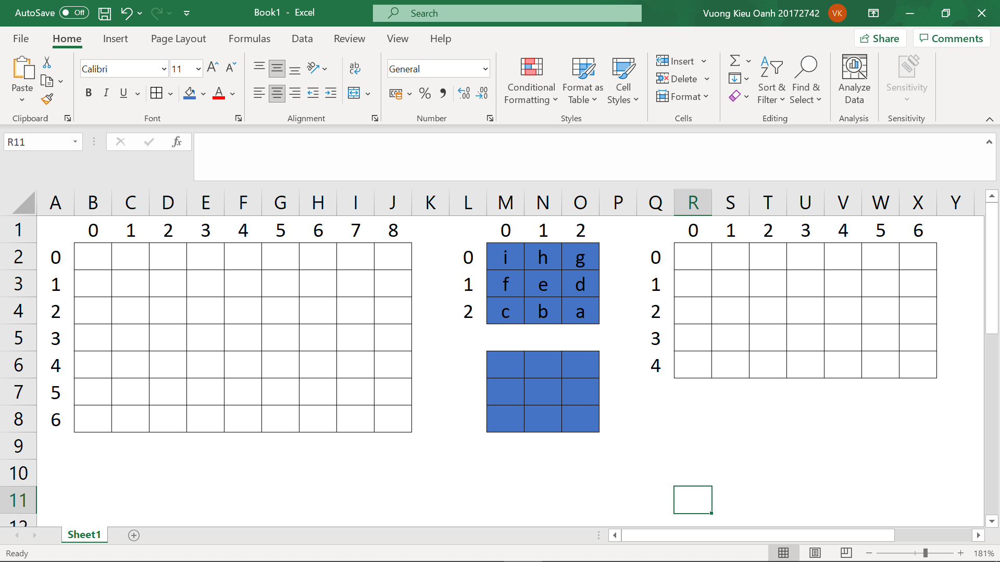 AutoSave Off Book1 - Excel Search Vuong Kieu Oanh 20172742 VK
File Home Insert Page Layout Formulas Data Review View Help Share Comments
Paste
Clipboard
Calibri 11
B I U
Font
ab
Alignment
General
% .00 .00
Number
Conditional Formatting
Format as Table
Cell Styles
Styles
Insert
Delete
Format
Cells
Sort & Filter
Find & Select
Editing
Analyze Data
Analysis
Sensitivity
Sensitivity
R11 fx
A B C D E F G H I J K L M N O P Q R S T U V W X Y
1 0 1 2 3 4 5 6 7 8 0 1 2 0 1 2 3 4 5 6
2 0 0 i h g 0
3 1 1 f e d 1
4 2 2 c b a 2
5 3 3
6 4 4
7 5
8 6
9
10
11
12
Sheet1
Ready 181%